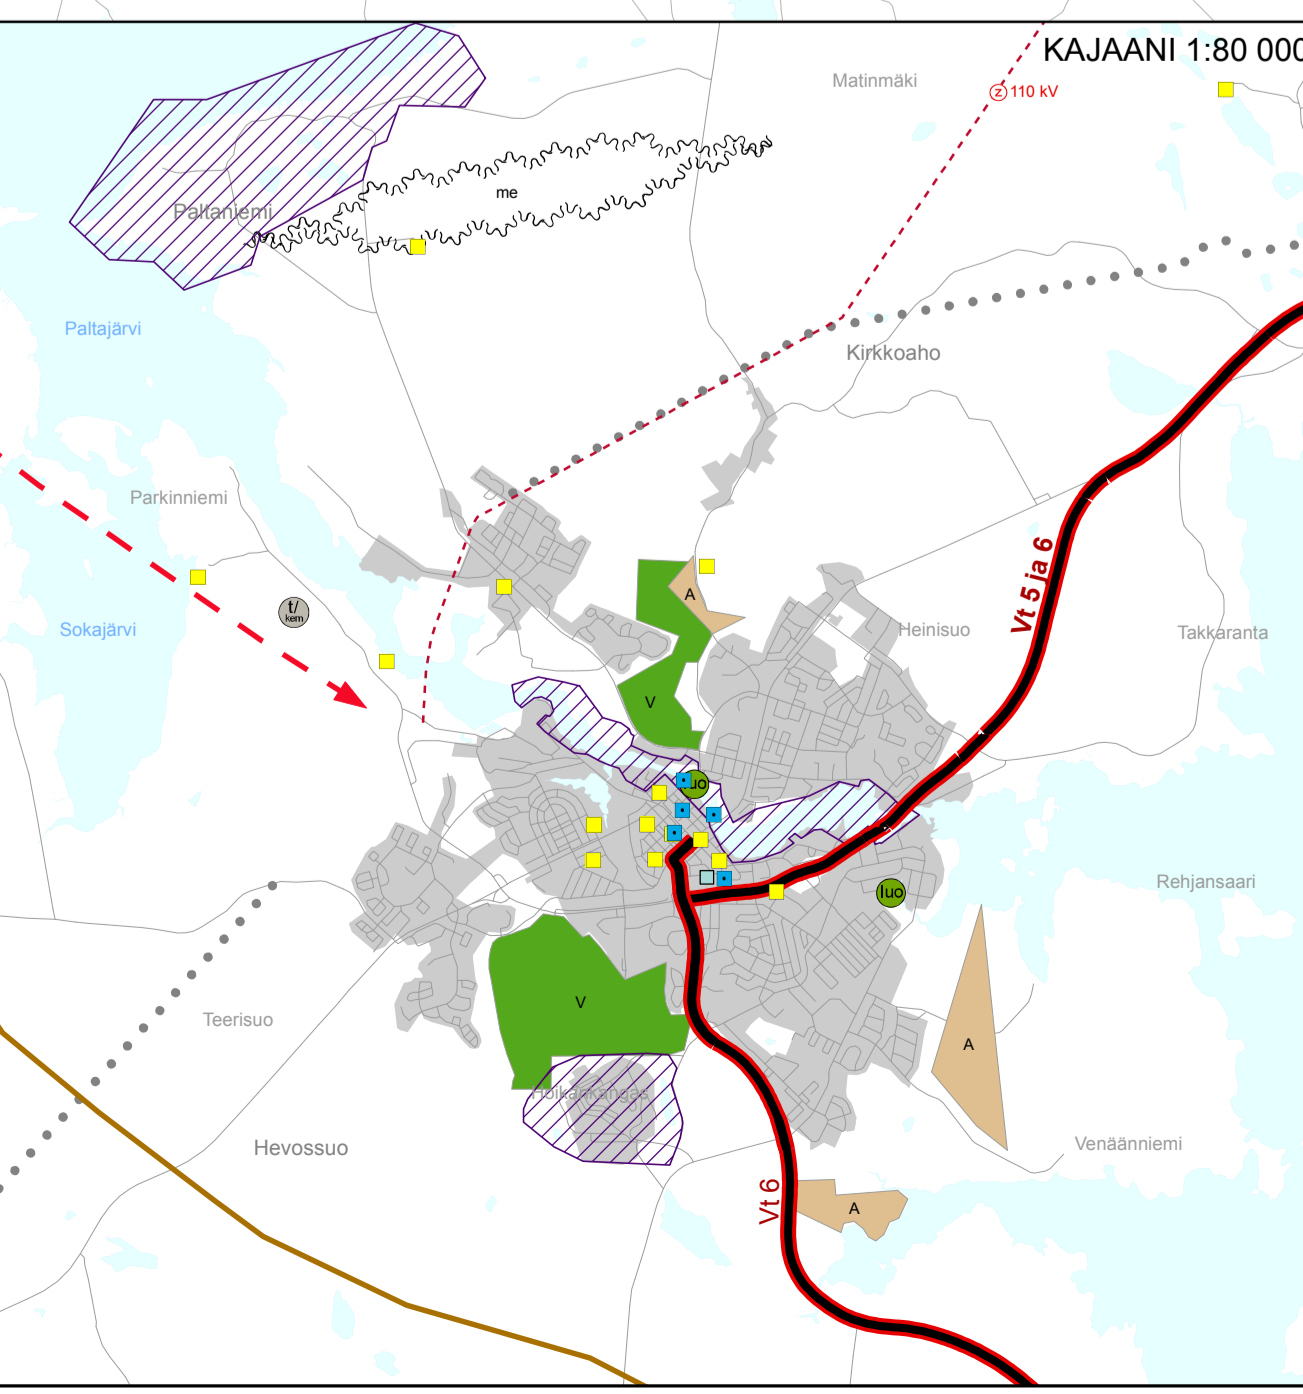 KAJAANI 1:80 000
Matinmäki
z 110 kV
me
Paltaniemi
Paltajärvi
Kirkkoaho
Parkinniemi
Vt 5 ja 6
A
t/
kem
Sokajärvi
Heinisuo
Takkaranta
V
luo
Rehjansaari
luo
V
Teerisuo
A
Hoikankangas
Hevossuo
Venäänniemi
Vt 6
A